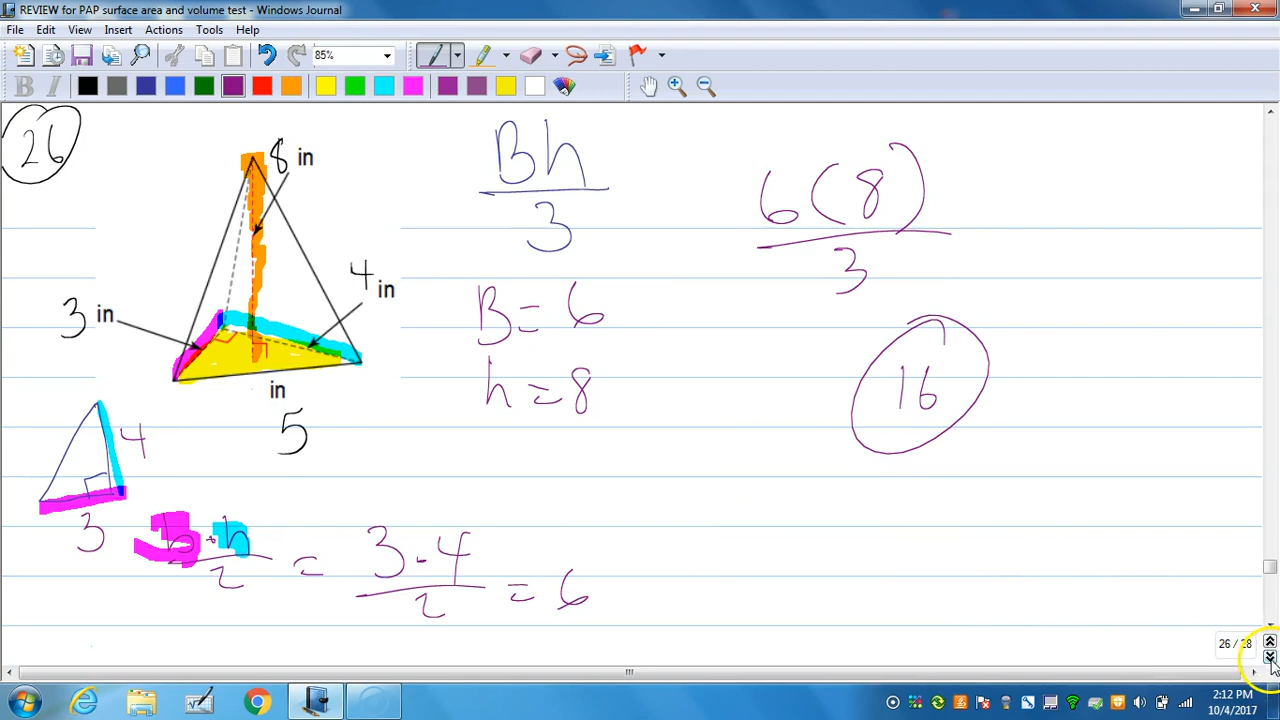 REVIEW for PAP surface area and volume test - Windows Journal
File Edit View Insert Actions Tools Help
85%
B I
26
8 in
Bh
3
6(8)
3
4 in
3 in
B = 6
h = 8
16
in
5
4
3
b · h
2
=
3 · 4
2
= 6
26 / 28
2:12 PM
10/4/2017